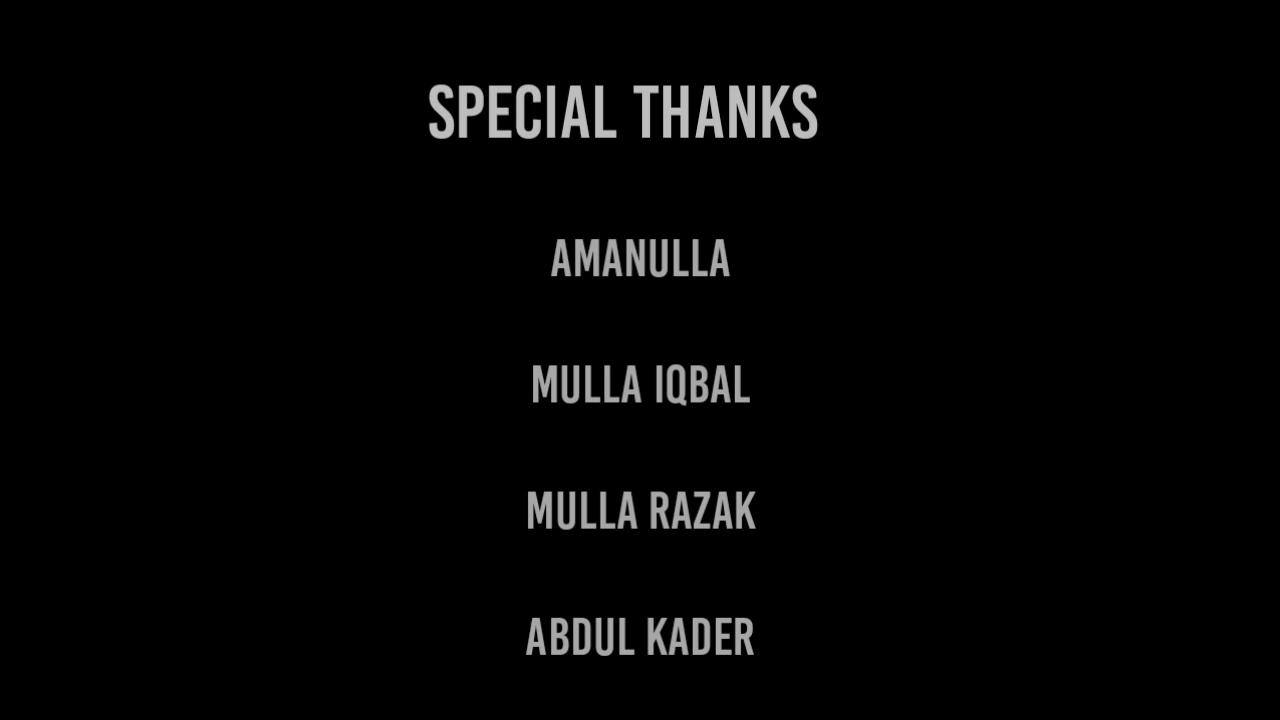 SPECIAL THANKS
AMANULLA
MULLA IQBAL
MULLA RAZAK
ABDUL KADER